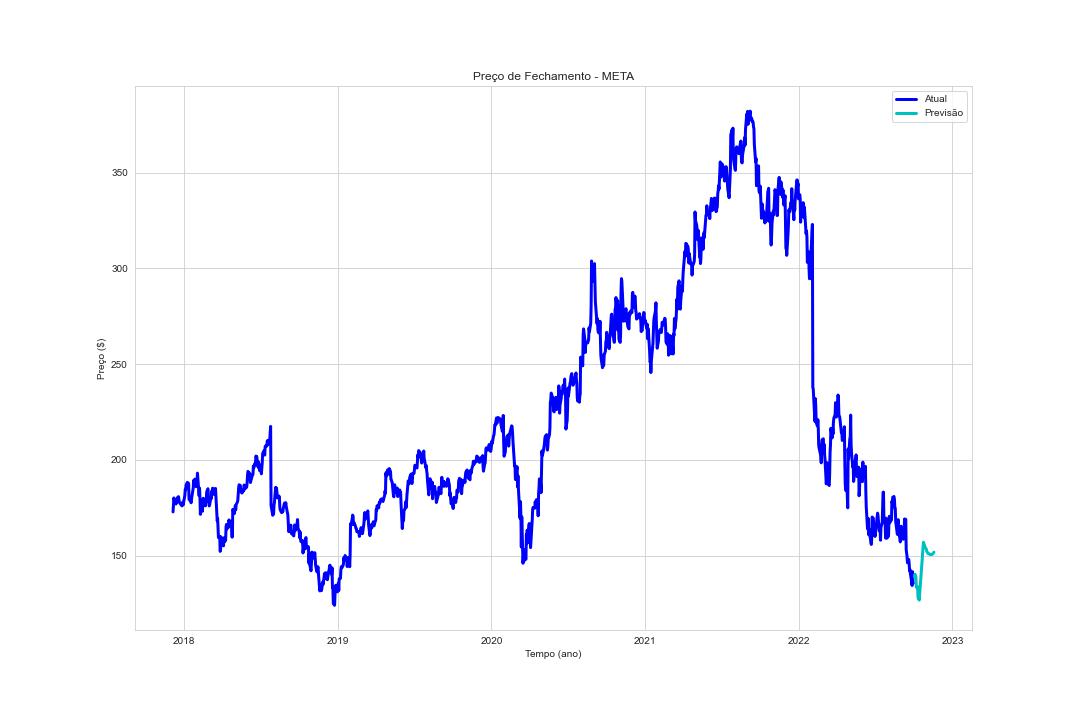 Preço de Fechamento - META
Atual
Previsão
350
300
250
200
150
Preço ($)
2018 2019 2020 2021 2022 2023
Tempo (ano)